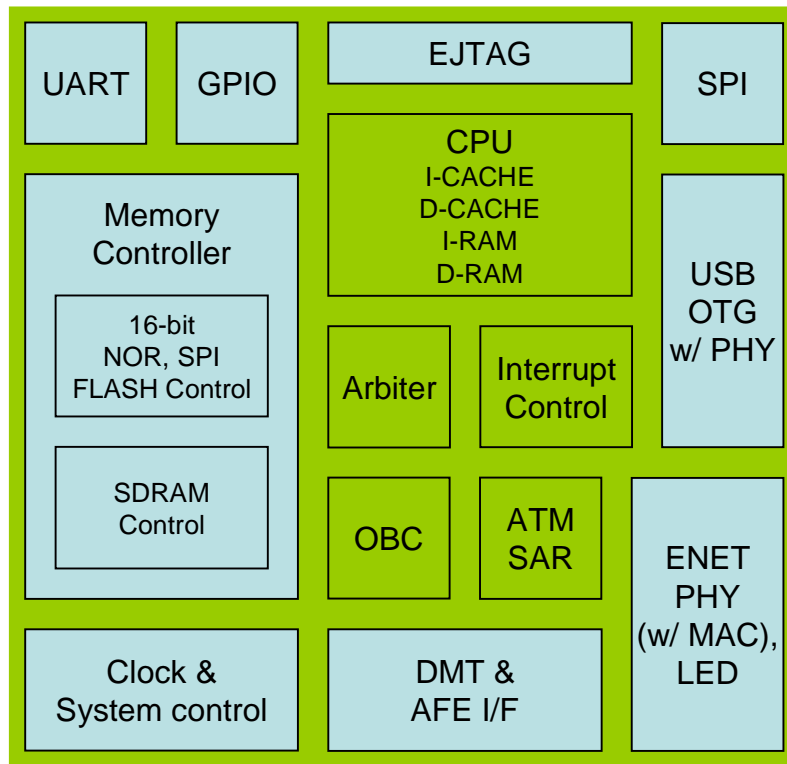 UART
GPIO
EJTAG
SPI
CPU
I-CACHE
D-CACHE
I-RAM
D-RAM
Memory
Controller
16-bit
NOR, SPI
FLASH Control
SDRAM
Control
USB
OTG
w/ PHY
Arbiter
Interrupt
Control
OBC
ATM
SAR
ENET
PHY
(w/ MAC),
LED
Clock &
System control
DMT &
AFE I/F